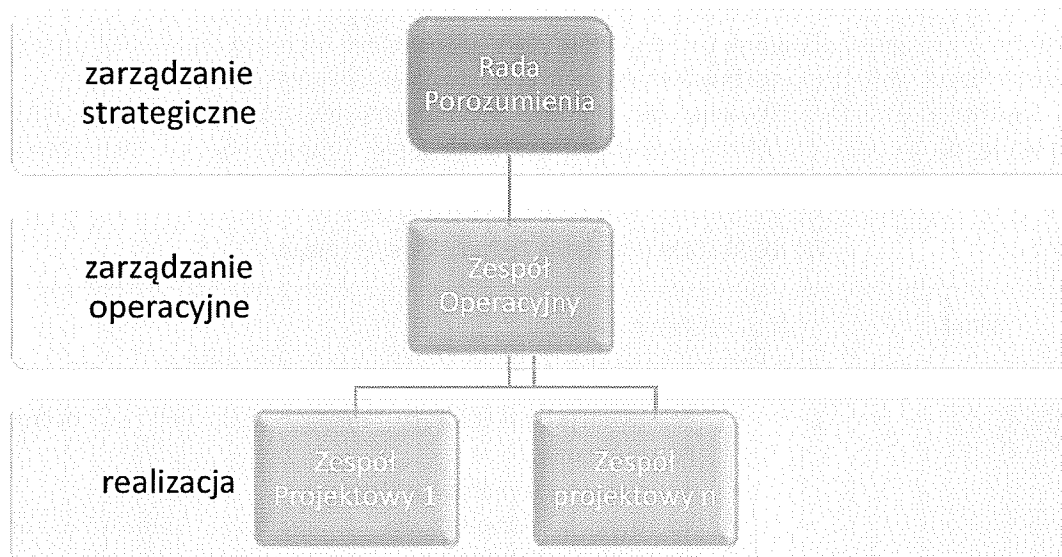 zarządzanie
strategiczne
Rada
Porozumienia
zarządzanie
operacyjne
Zespół
Operacyjny
realizacja
Zespół
Projektowy 1
Zespół
projektowy n